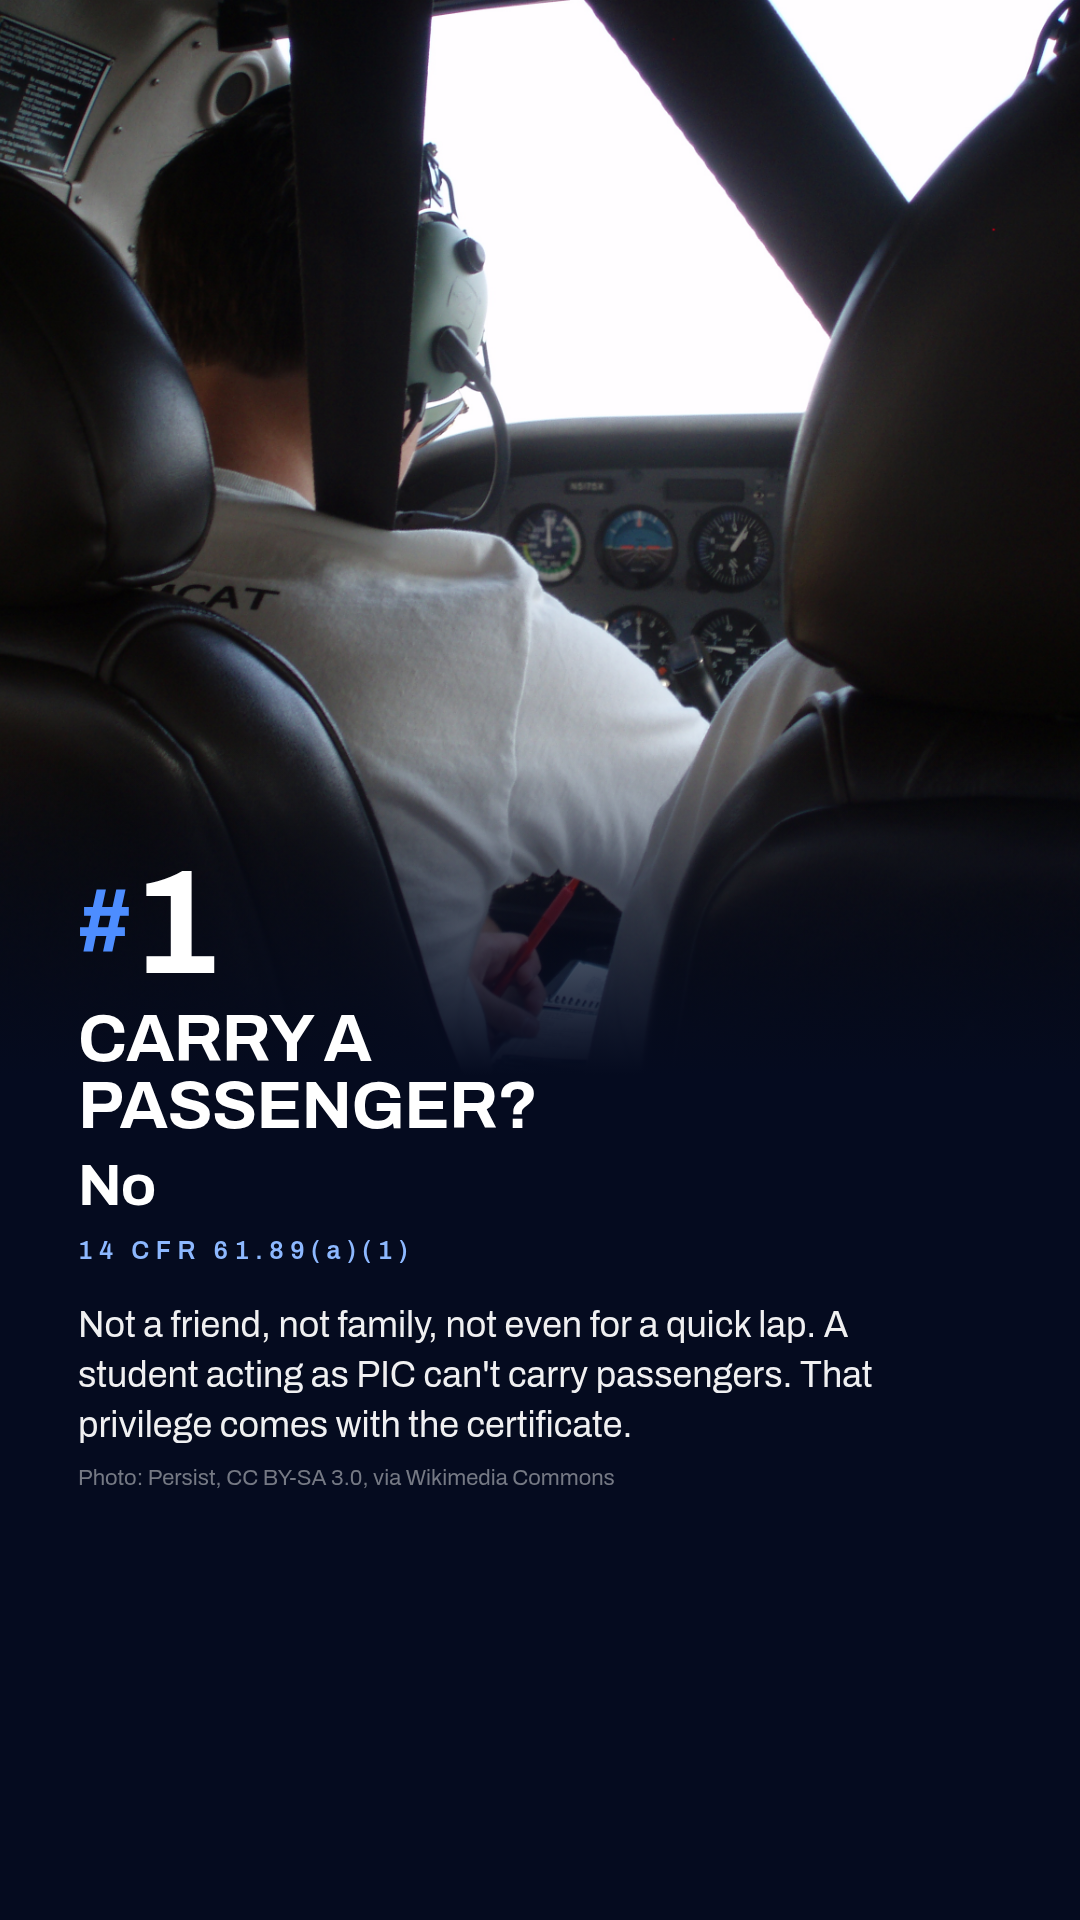 N5175X
MCAT
#1
CARRY A
PASSENGER?
No
14 CFR 61.89(a)(1)
Not a friend, not family, not even for a quick lap. A
student acting as PIC can't carry passengers. That
privilege comes with the certificate.
Photo: Persist, CC BY-SA 3.0, via Wikimedia Commons